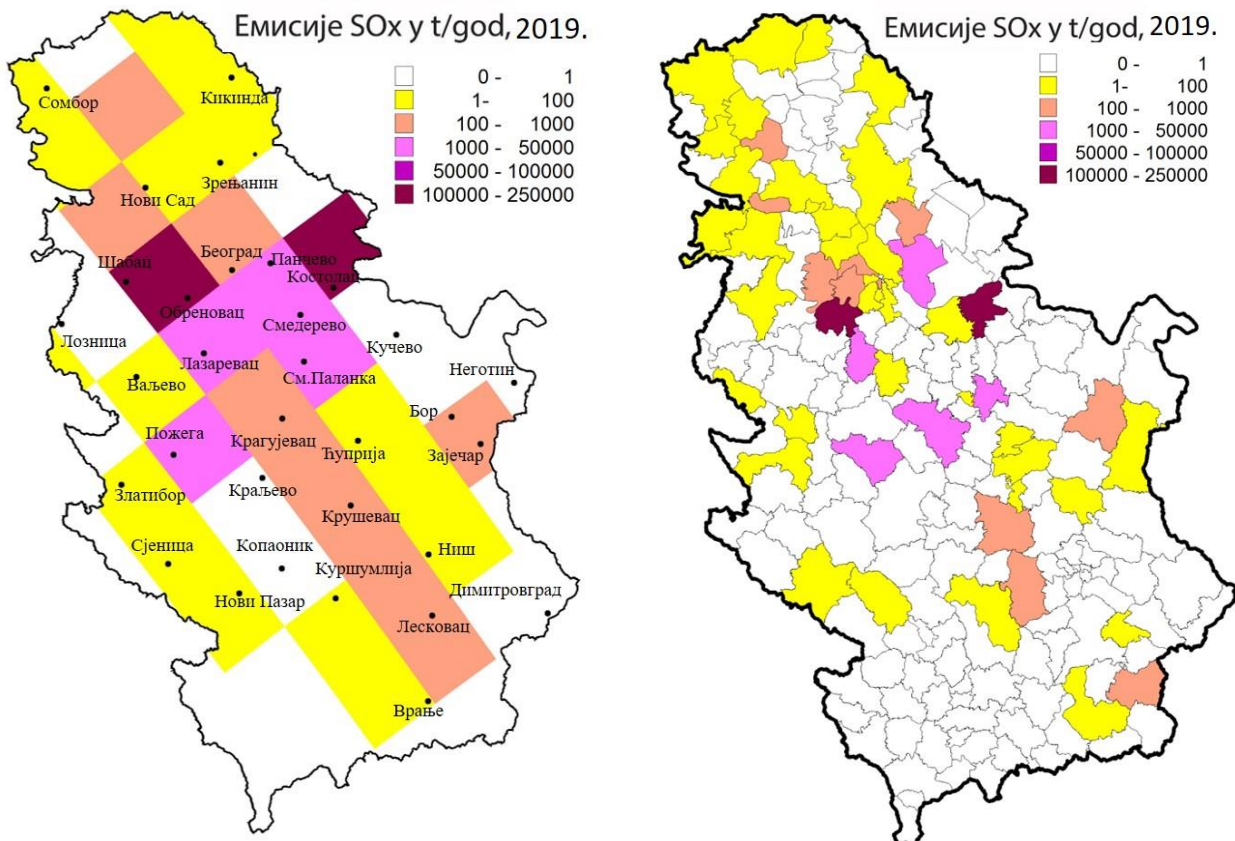 Емисије SOx у t/год, 2019.
0 - 1
1- 100
100 - 1000
1000 - 50000
50000 - 100000
100000 - 250000
Сомбор
Кикинда
Зрењанин
Нови Сад
Београд
Панчево
Шабац
Костолац
Обреновац
Смедерево
Лозница
Кучево
Лазаревац
Ваљево
См.Паланка
Неготин
Бор
Пожега
Крагујевац
Ћуприја
Зајечар
Златибор
Краљево
Крушевац
Сјеница
Копаоник
Ниш
Куршумлија
Димитровград
Нови Пазар
Лесковац
Врање
Емисије SOx у t/год, 2019.
0 - 1
1- 100
100 - 1000
1000 - 50000
50000 - 100000
100000 - 250000